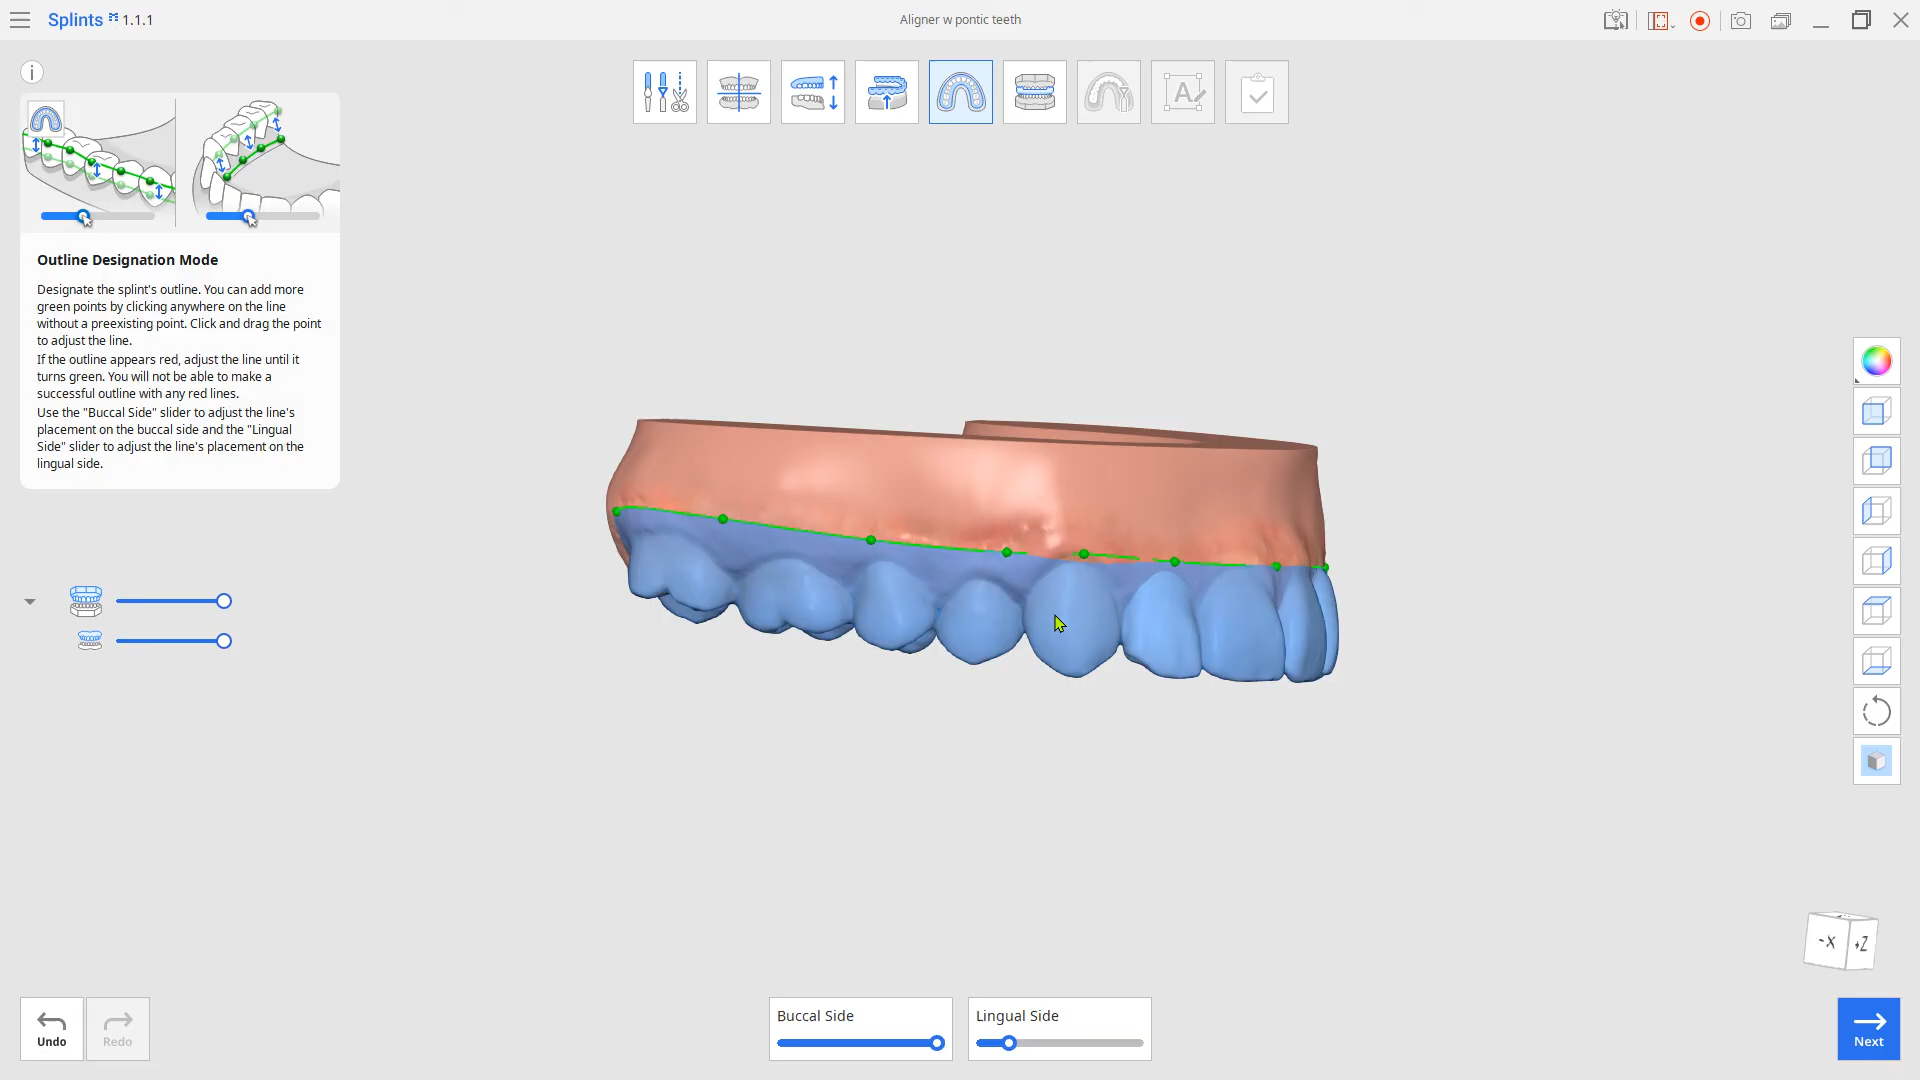 Splints 1.1.1
Aligner w pontic teeth
Outline Designation Mode
Designate the splint's outline. You can add more
green points by clicking anywhere on the line
without a preexisting point. Click and drag the point
to adjust the line.
If the outline appears red, adjust the line until it
turns green. You will not be able to make a
successful outline with any red lines.
Use the "Buccal Side" slider to adjust the line's
placement on the buccal side and the "Lingual
Side" slider to adjust the line's placement on the
lingual side.
A
-X +Z
Undo
Redo
Buccal Side
Lingual Side
Next